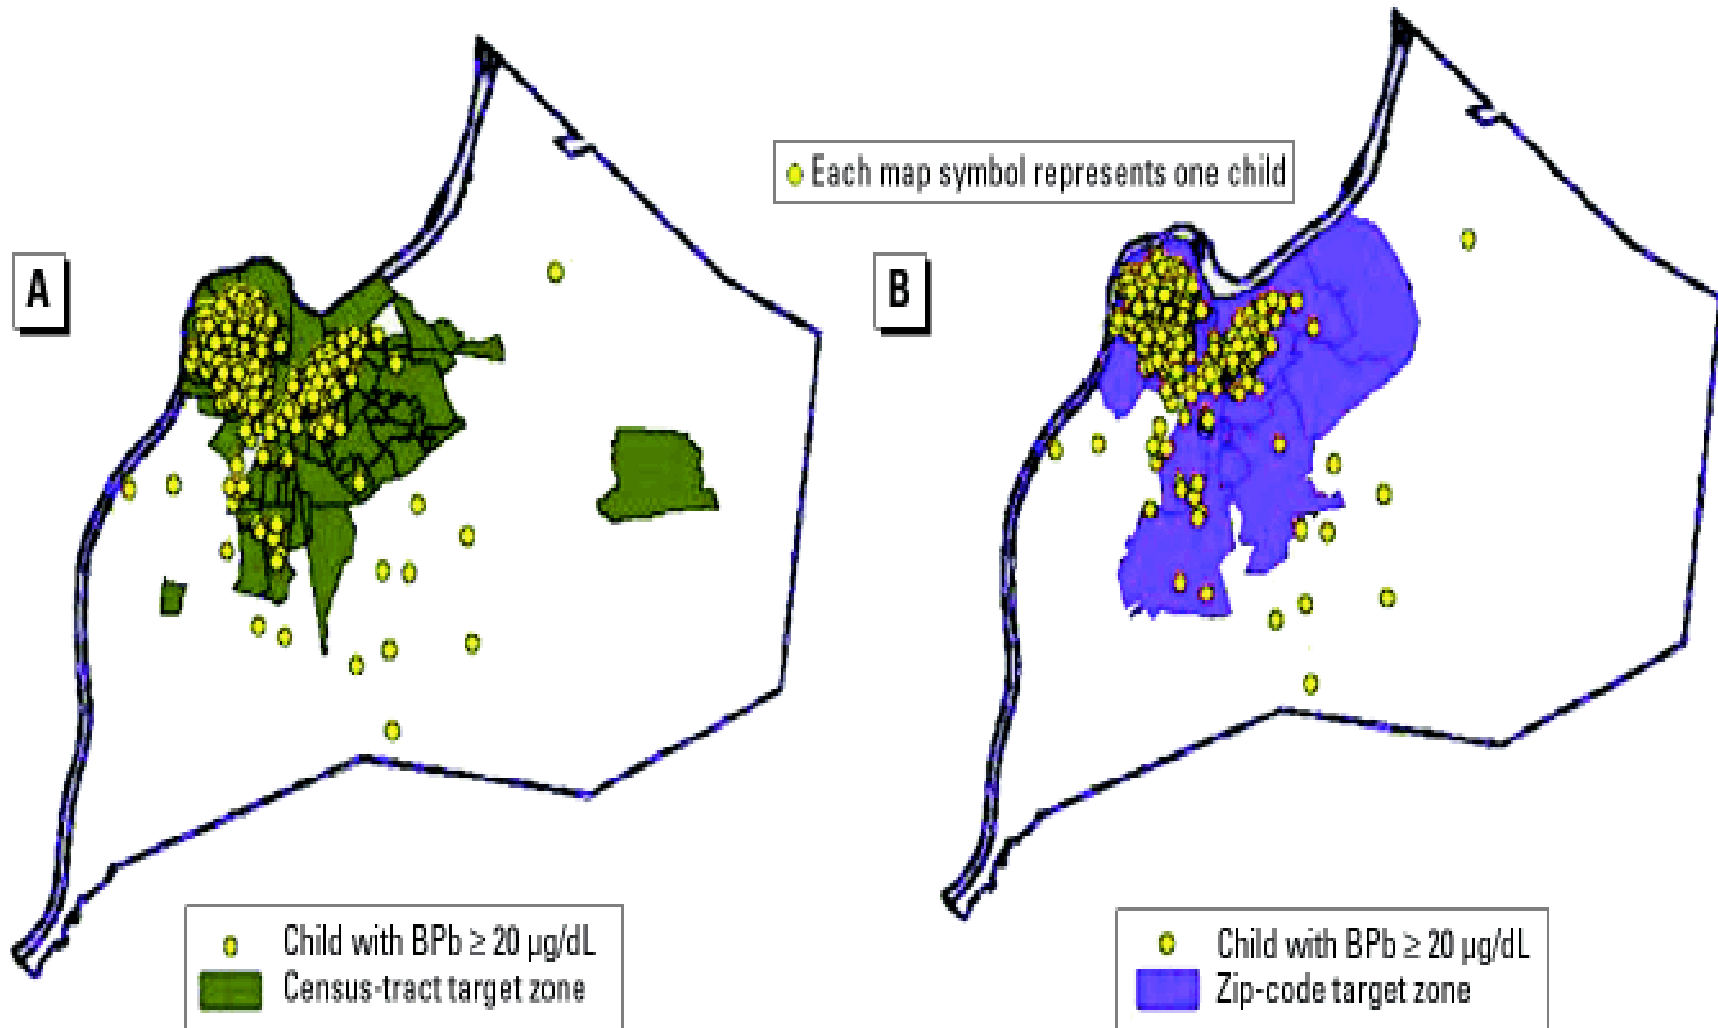 Each map symbol represents one child
A
B
Child with BPb ≥ 20 µg/dL
Census-tract target zone
Child with BPb ≥ 20 µg/dL
Zip-code target zone